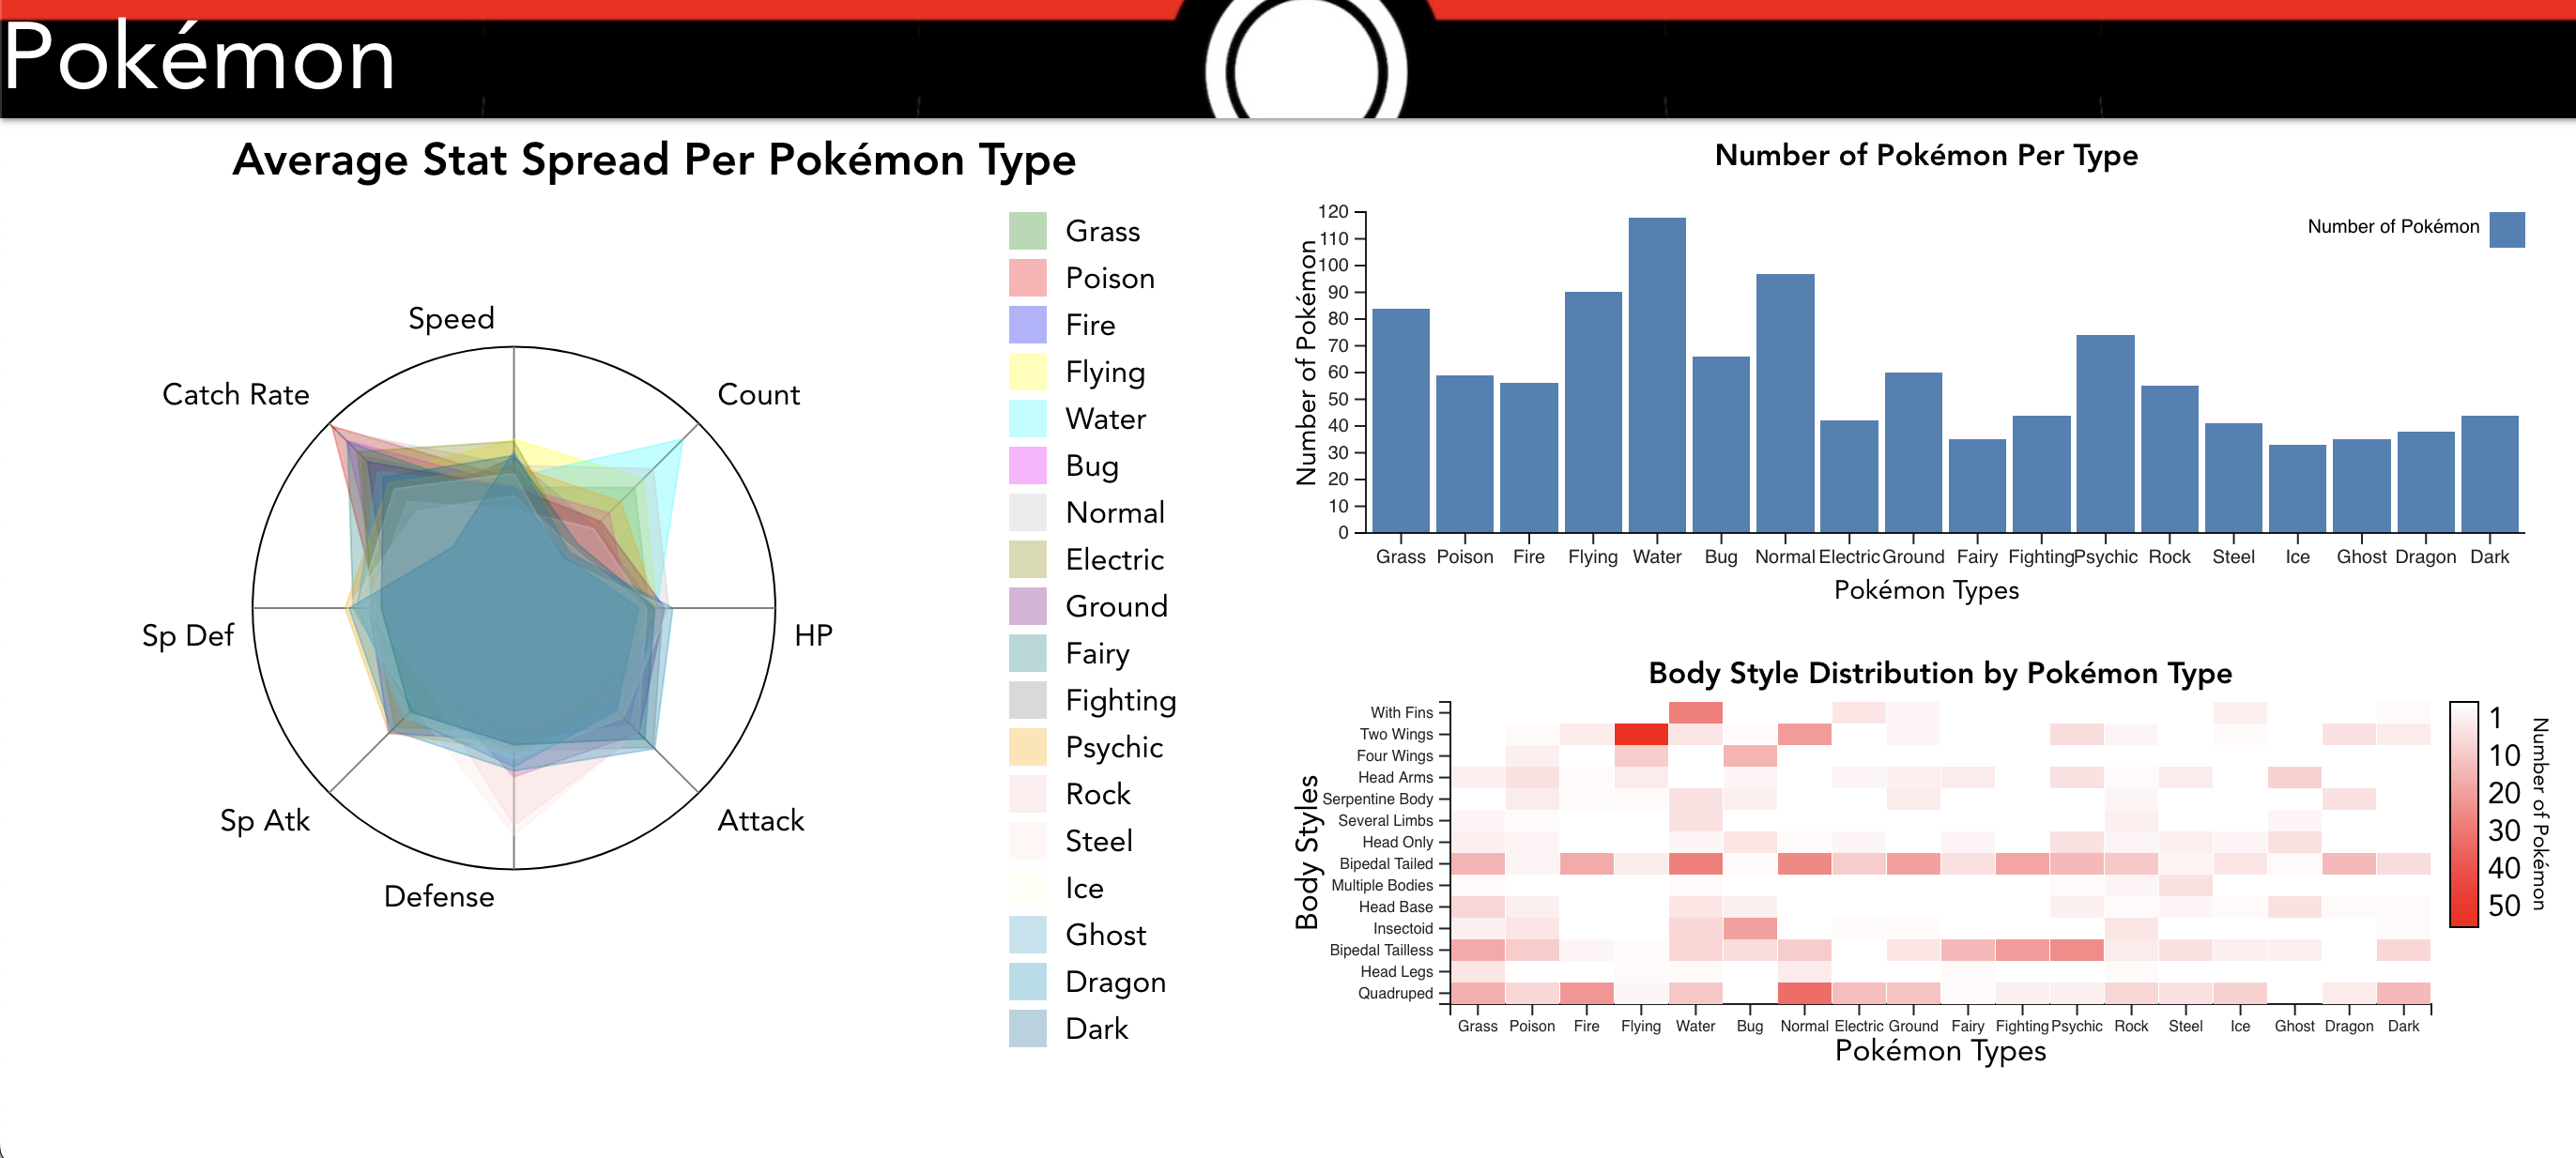 Pokémon
Average Stat Spread Per Pokémon Type
Speed
Count
Catch Rate
HP
Sp Def
Attack
Sp Atk
Defense
Grass
Poison
Fire
Flying
Water
Bug
Normal
Electric
Ground
Fairy
Fighting
Psychic
Rock
Steel
Ice
Ghost
Dragon
Dark
Number of Pokémon Per Type
Number of Pokémon
120
110
100
90
80
70
60
50
40
30
20
10
0
Number of Pokémon
Grass Poison Fire Flying Water Bug Normal Electric Ground Fairy Fighting Psychic Rock Steel Ice Ghost Dragon Dark
Pokémon Types
Body Style Distribution by Pokémon Type
Body Styles
With Fins
Two Wings
Four Wings
Head Arms
Serpentine Body
Several Limbs
Head Only
Bipedal Tailed
Multiple Bodies
Head Base
Insectoid
Bipedal Tailless
Head Legs
Quadruped
Grass Poison Fire Flying Water Bug Normal Electric Ground Fairy Fighting Psychic Rock Steel Ice Ghost Dragon Dark
Pokémon Types
1
10
20
30
40
50
Number of Pokémon